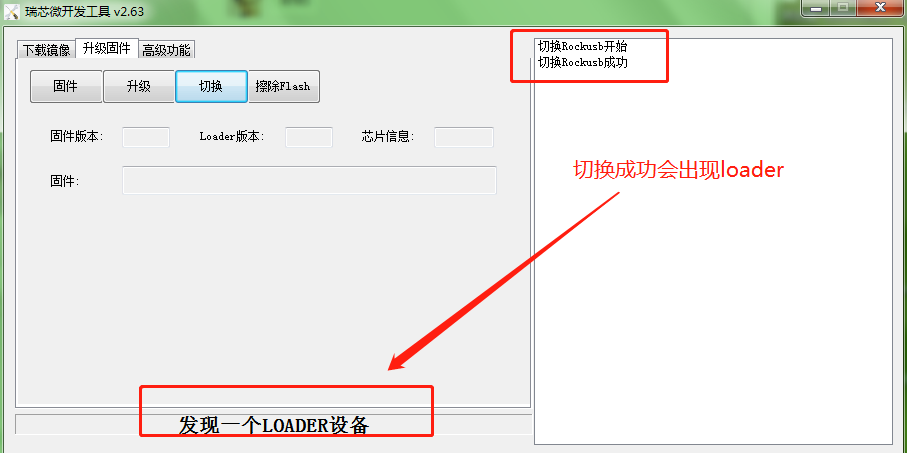 瑞芯微开发工具 v2.63
下载镜像 升级固件 高级功能
固件 升级 切换 擦除Flash
固件版本: Loader版本: 芯片信息:
固件:
切换Rockusb开始
切换Rockusb成功
切换成功会出现loader
发现一个LOADER设备